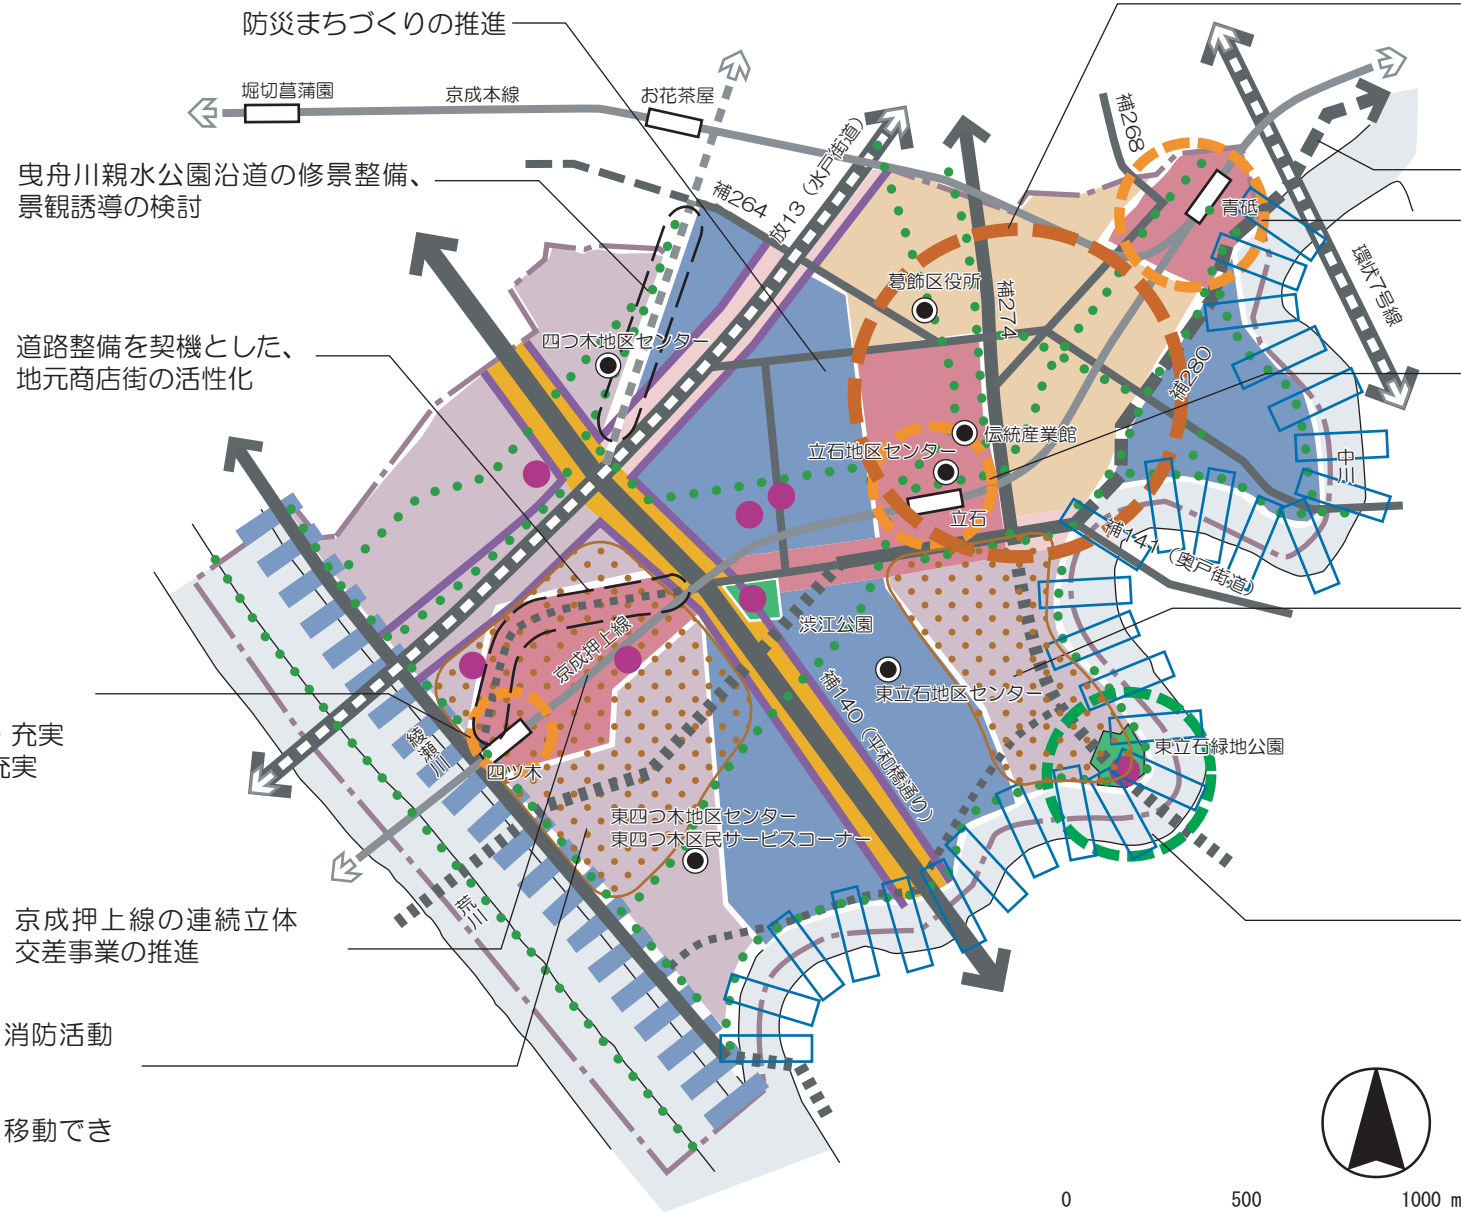 防災まちづくりの推進
堀切菖蒲園
京成本線
お花茶屋
曳舟川親水公園沿道の修景整備、
景観誘導の検討
補264
放13（水戸街道）
補268
青砥
環状7号線
葛飾区役所
補274
四つ木地区センター
道路整備を契機とした、
地元商店街の活性化
補280
伝統産業館
立石地区センター
中川
立石
補141（奥戸街道）
渋江公園
京成押上線
東立石地区センター
補140（平和橋通り）
東立石緑地公園
充実
充実
綾瀬川
四ツ木
東四つ木地区センター
東四つ木区民サービスコーナー
荒川
京成押上線の連続立体
交差事業の推進
消防活動
移動でき
0 500 1000 m